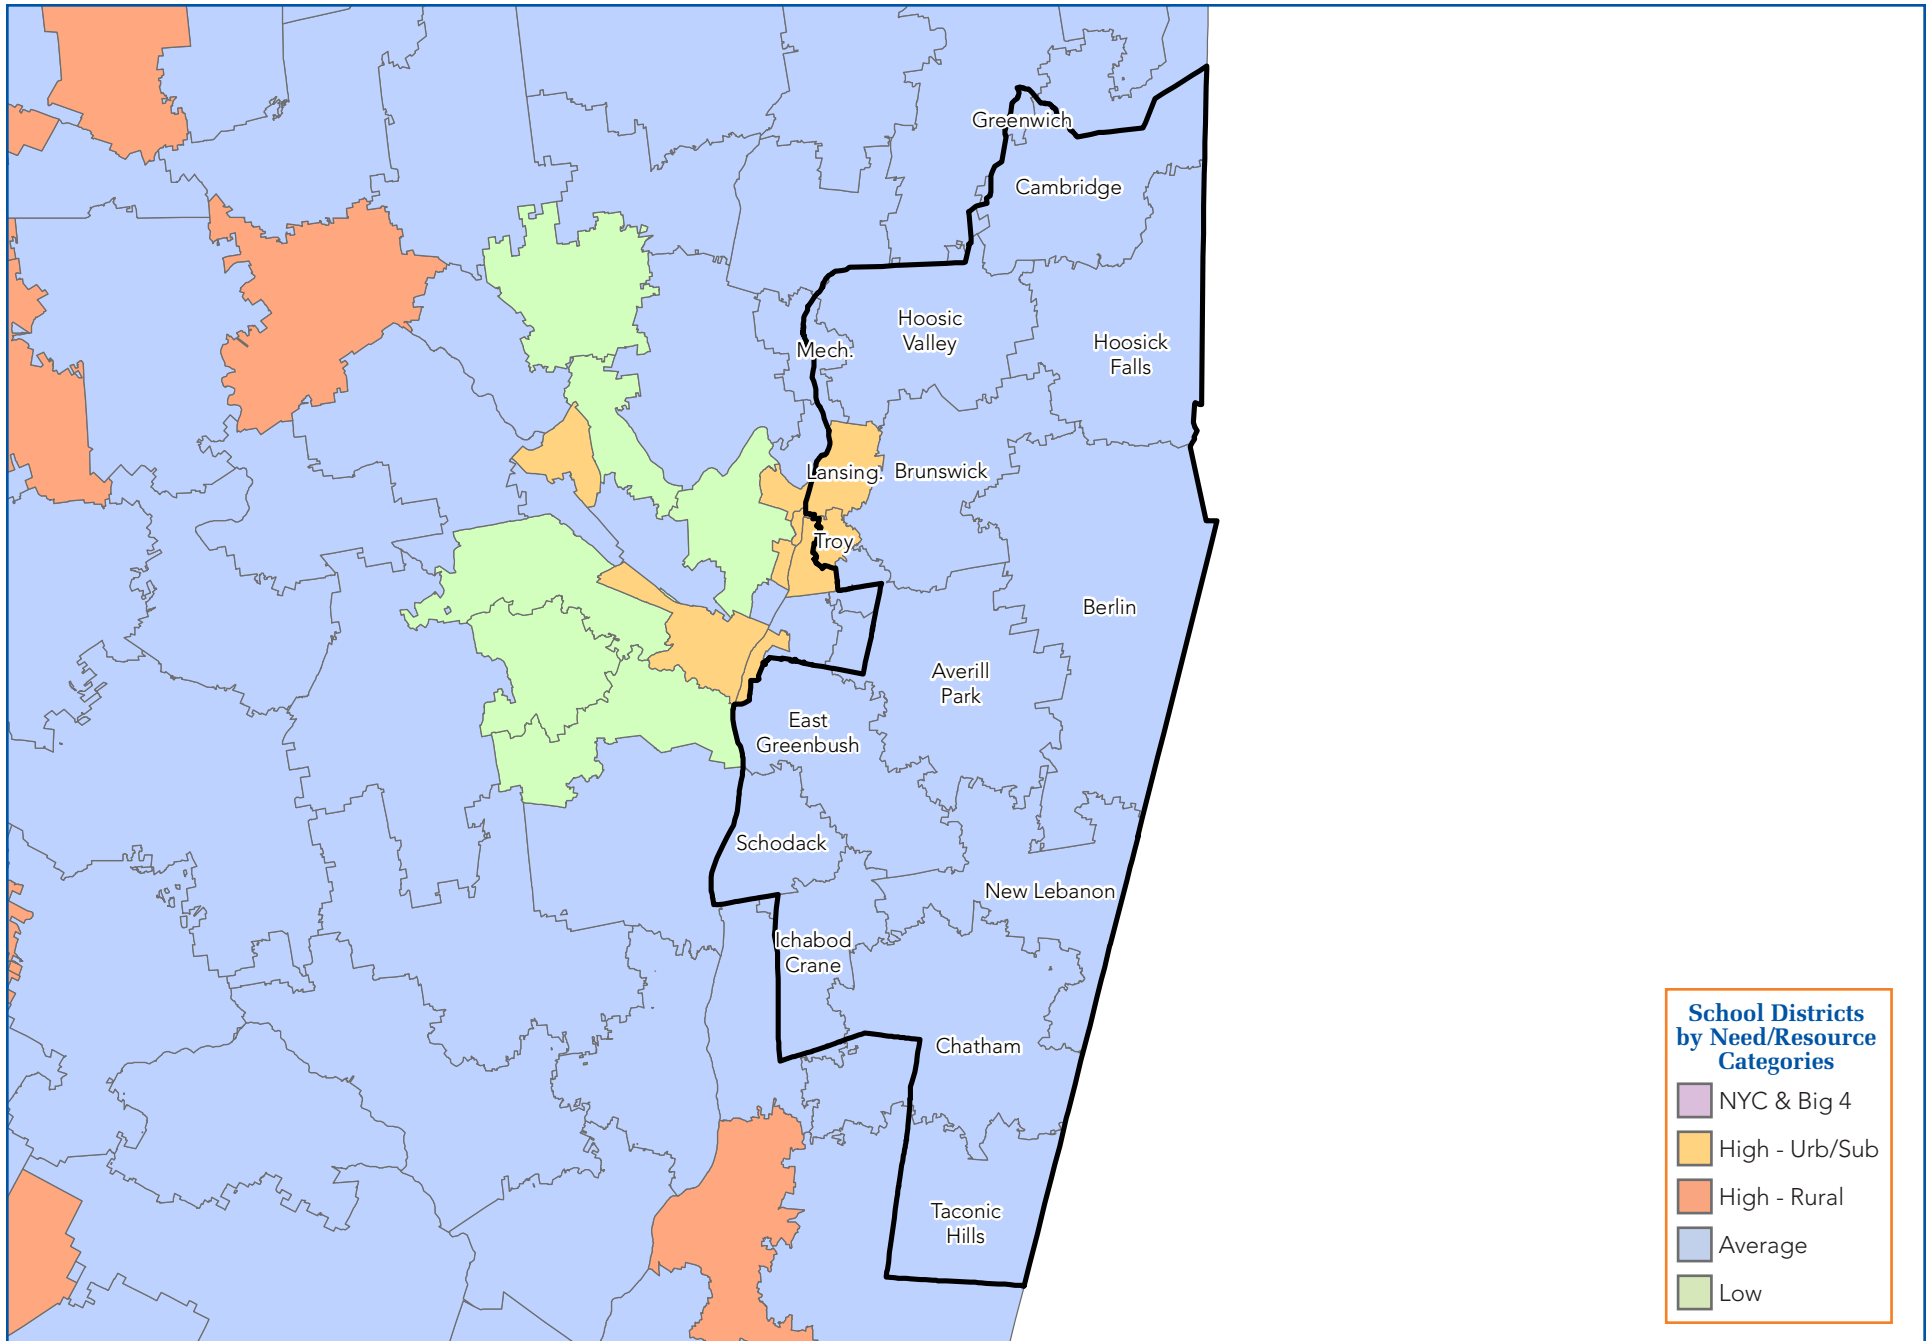 Greenwich
Cambridge
Hoosic
Valley
Hoosick
Falls
Mech.
Lansing.
Brunswick
Troy
Berlin
Averill
Park
East
Greenbush
Schodack
New Lebanon
Ichabod
Crane
Chatham
Taconic
Hills
School Districts
by Need/Resource
Categories
NYC & Big 4
High - Urb/Sub
High - Rural
Average
Low